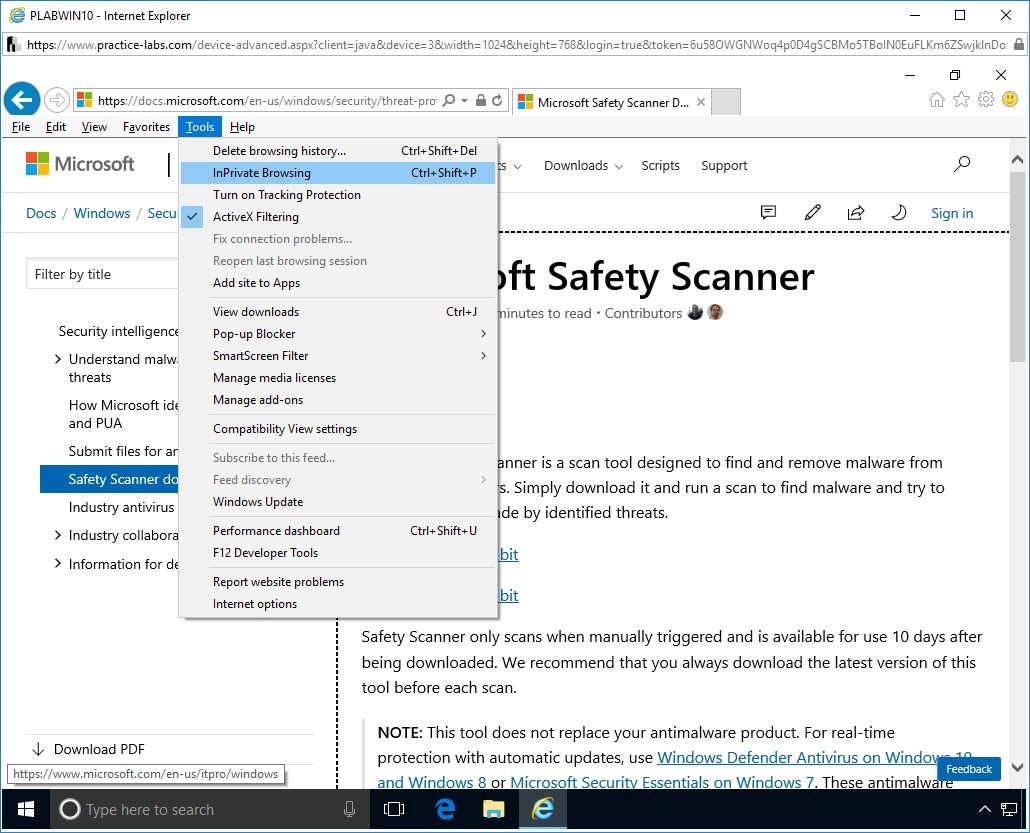 PLABWIN10 - Internet Explorer
https://www.practice-labs.com/device-advanced.aspx?client=java&device=3&width=1024&height=768&login=true&token=
https://docs.microsoft.com/en-us/windows/security/threat-pro
Microsoft Safety Scanner D...
File Edit View Favorites Tools Help
Microsoft
Downloads Scripts Support
Docs / Windows / Secu
Sign in
Delete browsing history... Ctrl+Shift+Del
InPrivate Browsing Ctrl+Shift+P
Turn on Tracking Protection
ActiveX Filtering
Fix connection problems...
Reopen last browsing session
Add site to Apps
View downloads Ctrl+J
Pop-up Blocker
SmartScreen Filter
Manage media licenses
Manage add-ons
Compatibility View settings
Subscribe to this feed...
Feed discovery
Windows Update
Performance dashboard Ctrl+Shift+U
F12 Developer Tools
Report website problems
Internet options
Filter by title
Security intelligence
Understand malw
threats
How Microsoft ide
and PUA
Submit files for an
Safety Scanner do
Industry antivirus
Industry collabora
Information for de
Download PDF
https://www.microsoft.com/en-us/itpro/windows
oft Safety Scanner
minutes to read • Contributors
anner is a scan tool designed to find and remove malware from
s. Simply download it and run a scan to find malware and try to
de by identified threats.
bit
bit
Safety Scanner only scans when manually triggered and is available for use 10 days after
being downloaded. We recommend that you always download the latest version of this
tool before each scan.
NOTE: This tool does not replace your antimalware product. For real-time
protection with automatic updates, use Windows Defender Antivirus on Windows 10
and Windows 8 or Microsoft Security Essentials on Windows 7. These antimalware
Feedback
Type here to search